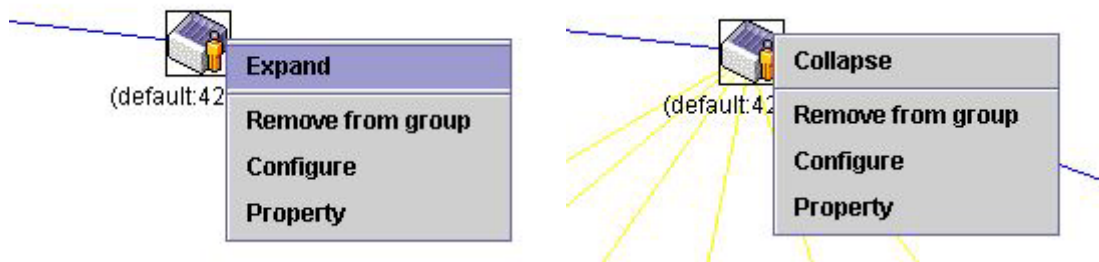 Expand
(default:42
Remove from group
Configure
Property
Collapse
(default:42
Remove from group
Configure
Property